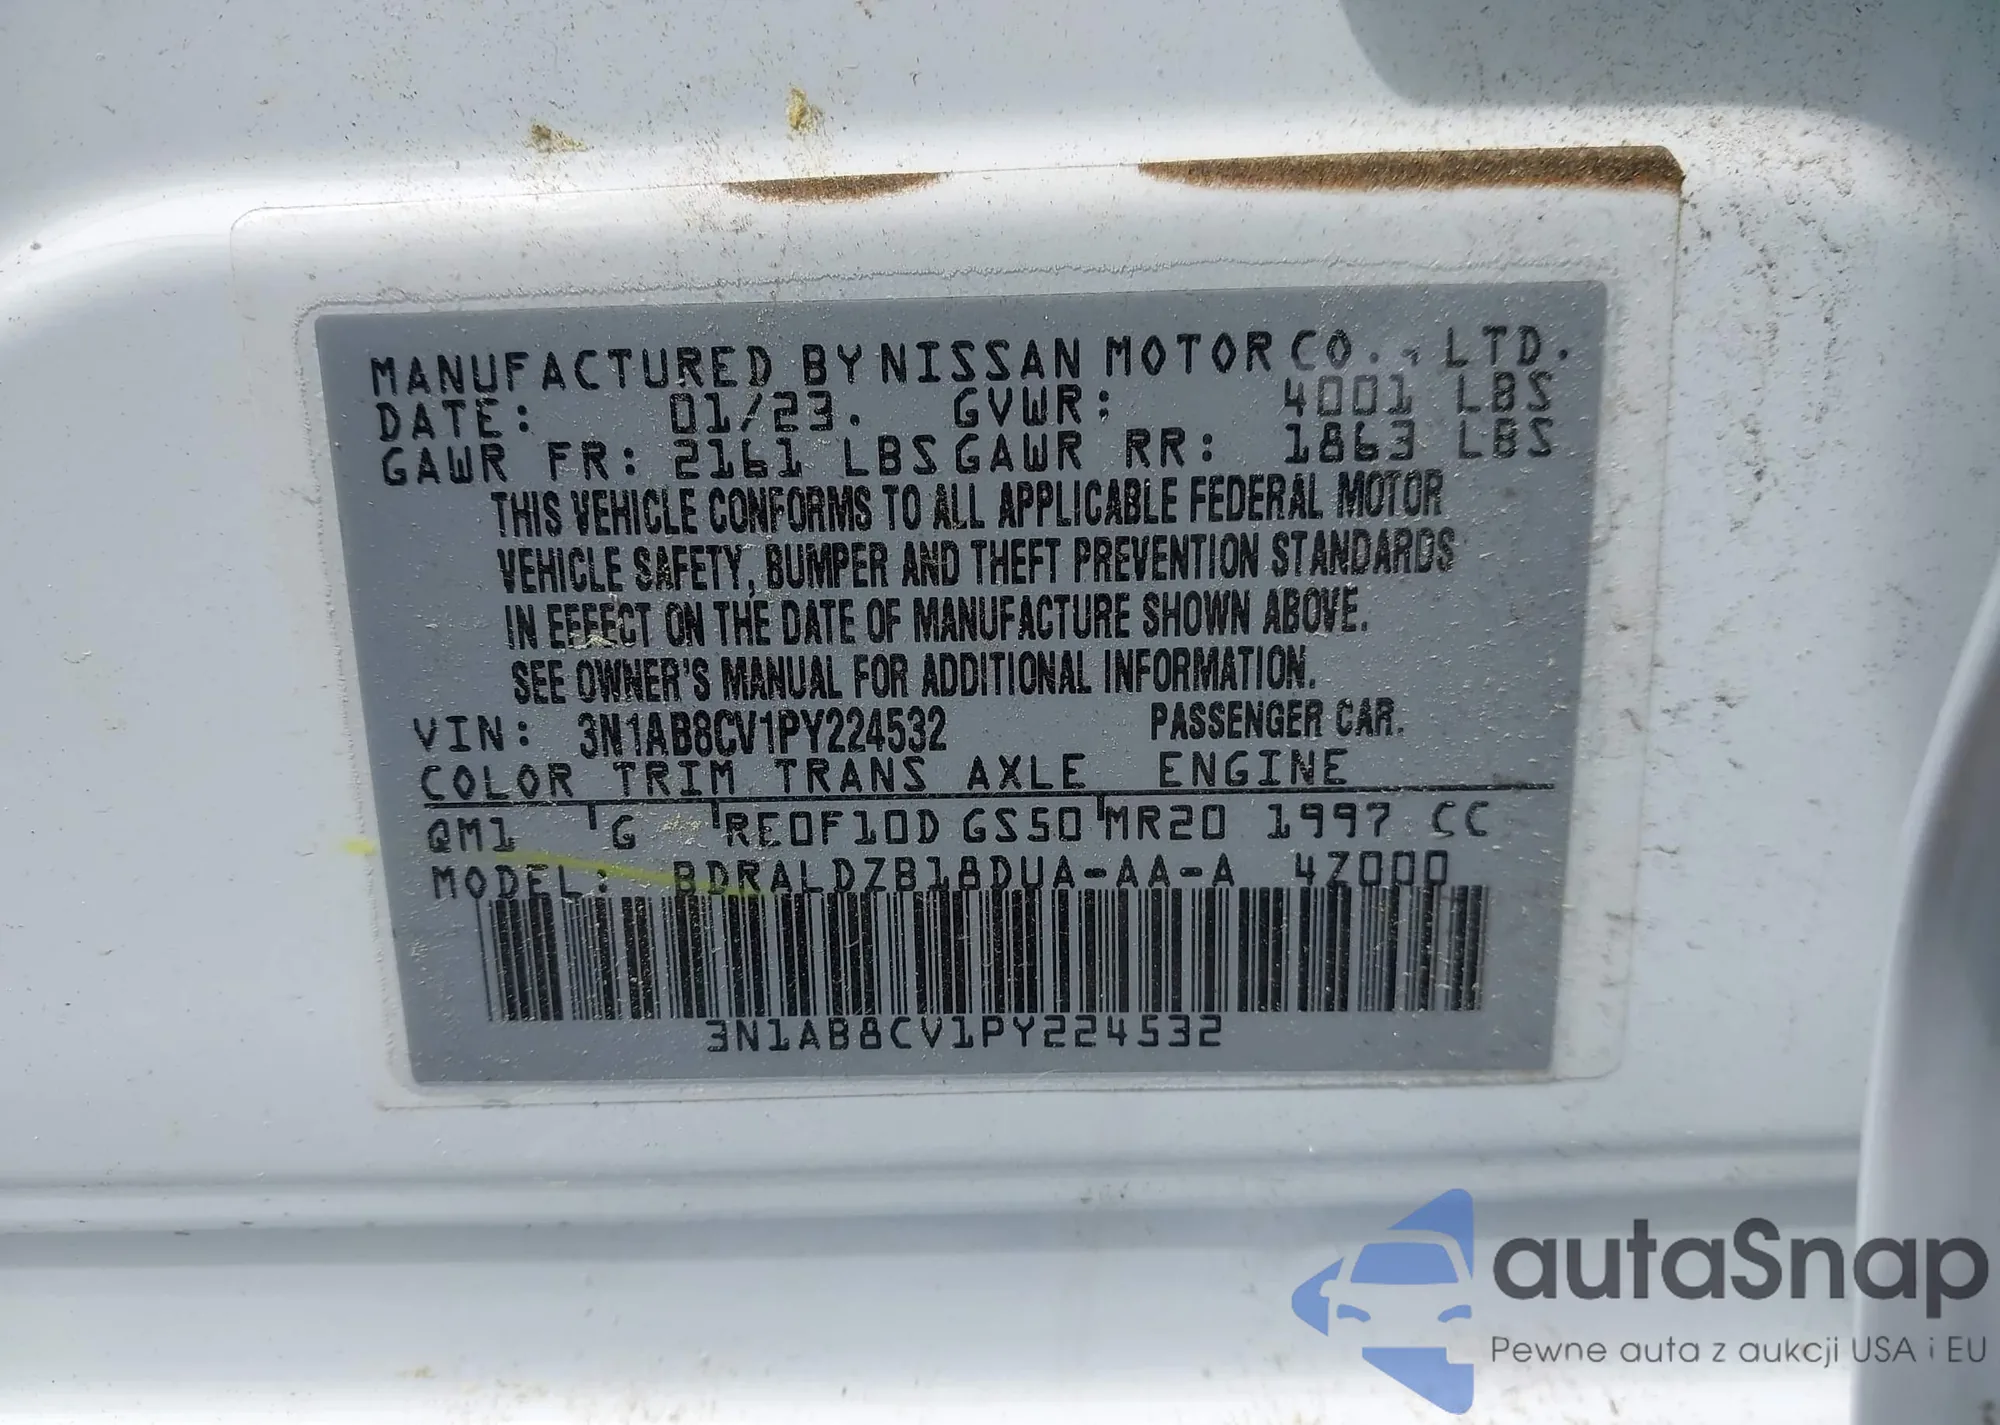 MANUFACTURED BY NISSAN MOTOR CO., LTD.
DATE: 01/23. GVWR: 4001 LBS
GAWR FR: 2161 LBS GAWR RR: 1863 LBS
THIS VEHICLE CONFORMS TO ALL APPLICABLE FEDERAL MOTOR
VEHICLE SAFETY, BUMPER AND THEFT PREVENTION STANDARDS
IN EFFECT ON THE DATE OF MANUFACTURE SHOWN ABOVE.
SEE OWNER'S MANUAL FOR ADDITIONAL INFORMATION.
VIN: 3N1AB8CV1PY224532 PASSENGER CAR.
COLOR TRIM TRANS AXLE ENGINE
QM1 G RE0F10D GS50 MR20 1997 CC
MODEL: BDRALDZB18DUA-AA-A 4Z000
3N1AB8CV1PY224532
autaSnap
Pewne auta z aukcji USA i EU